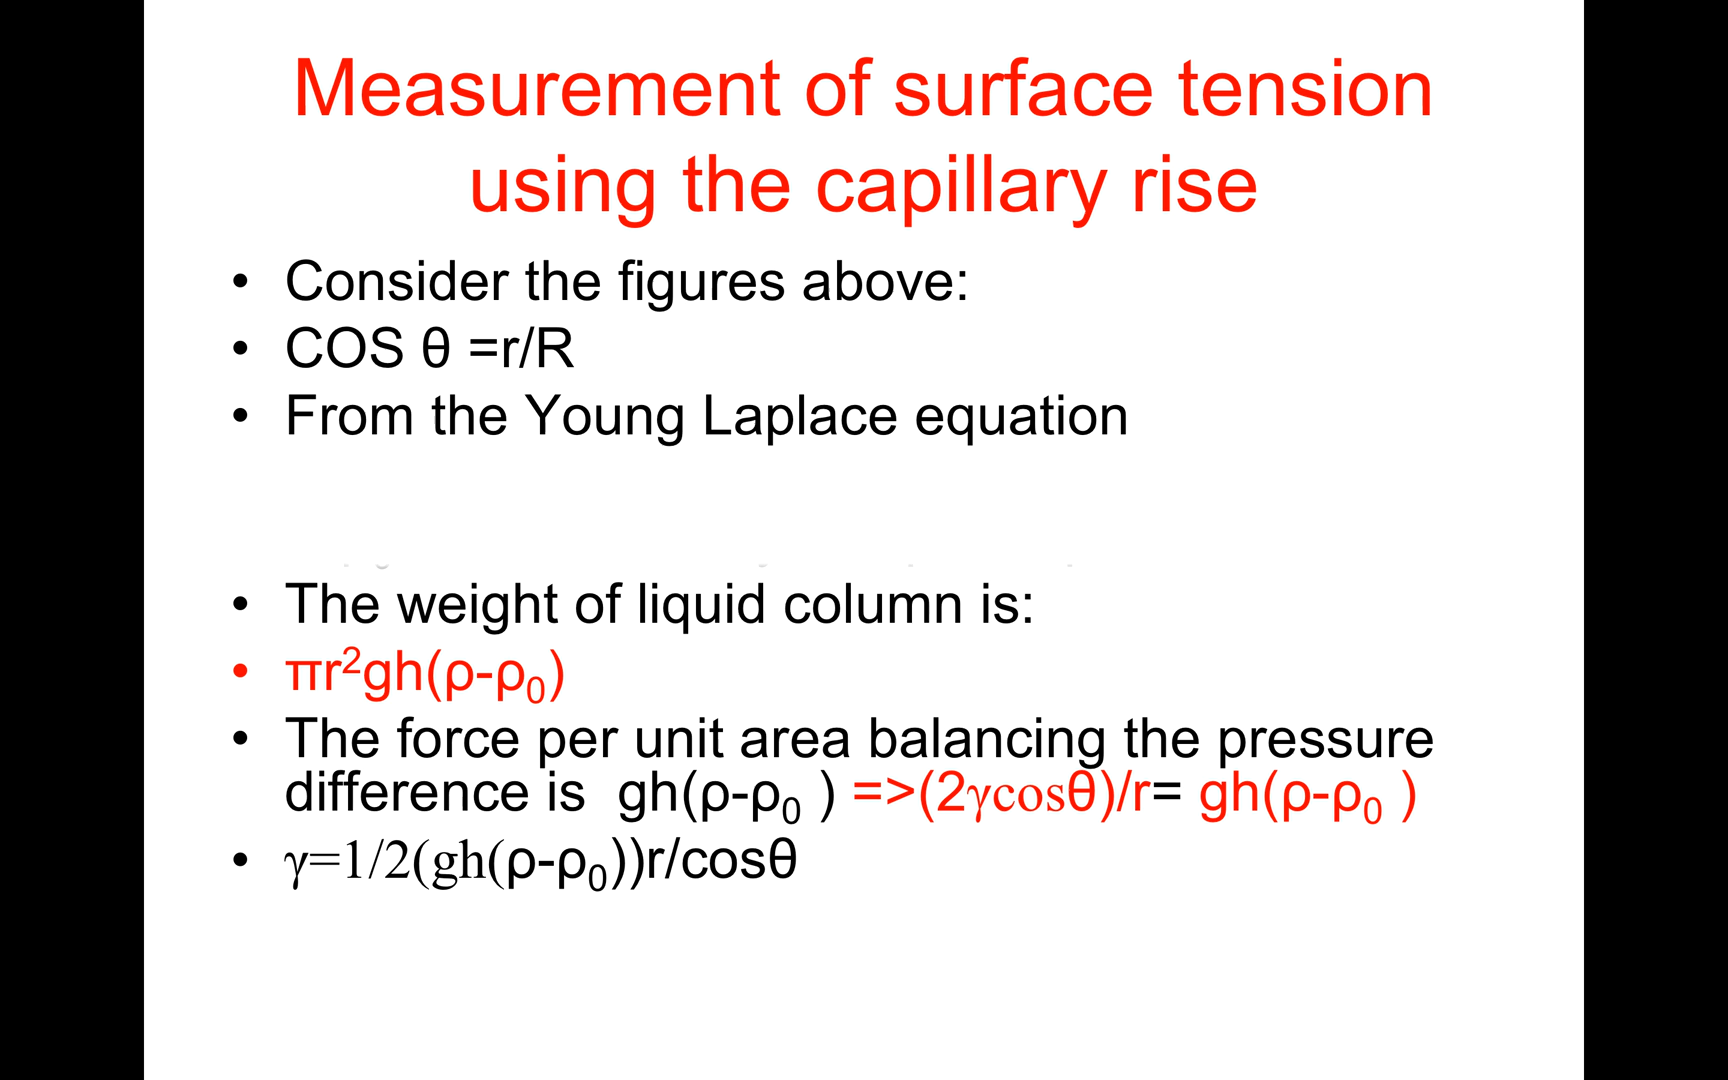 Measurement of surface tension
using the capillary rise
• Consider the figures above:
• COS θ =r/R
• From the Young Laplace equation
• The weight of liquid column is:
• πr²gh(ρ-ρ₀)
• The force per unit area balancing the pressure
difference is gh(ρ-ρ₀ ) =>(2γcosθ)/r= gh(ρ-ρ₀ )
• γ=1/2(gh(ρ-ρ₀))r/cosθ